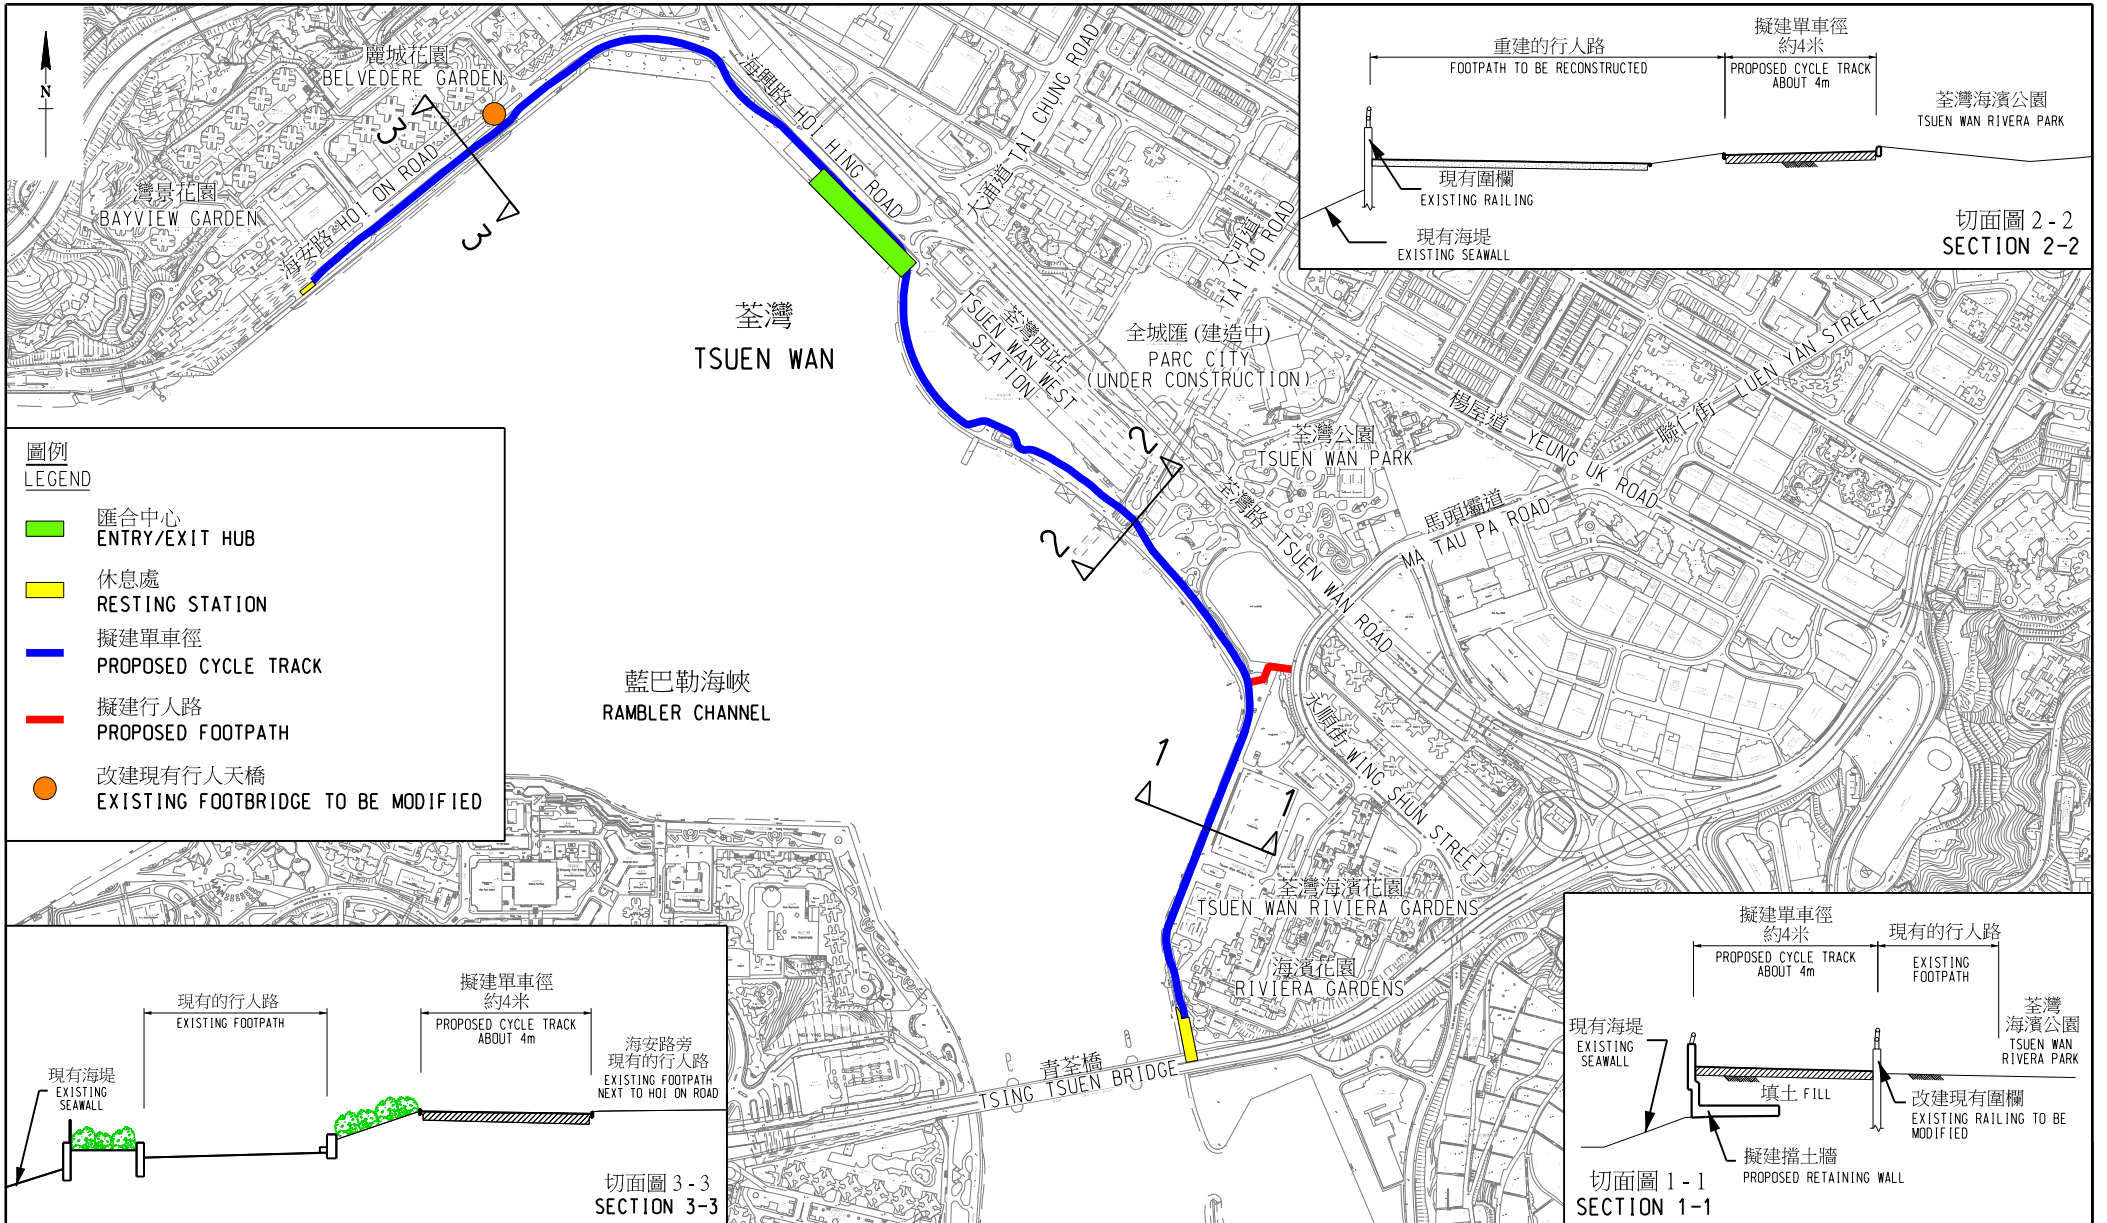 N
麗城花園
BELVEDERE GARDEN
灣景花園
BAYVIEW GARDEN
海安路 HOI ON ROAD
3
3
海興路 HOI HING ROAD
大涌道 TAI CHUNG ROAD
大河道 TAI HO ROAD
荃灣
TSUEN WAN
荃灣西站
TSUEN WAN WEST
STATION
全城匯 (建造中)
PARC CITY
(UNDER CONSTRUCTION)
荃灣公園
TSUEN WAN PARK
楊屋道 YEUNG UK ROAD
聯仁街 LUEN YAN STREET
馬頭壩道
MA TAU PA ROAD
荃灣路 TSUEN WAN ROAD
2
2
藍巴勒海峽
RAMBLER CHANNEL
永順街 WING SHUN STREET
1
1
荃灣海濱花園
TSUEN WAN RIVIERA GARDENS
海濱花園
RIVIERA GARDENS
青荃橋
TSING TSUEN BRIDGE
圖例
LEGEND
匯合中心
ENTRY/EXIT HUB
休息處
RESTING STATION
擬建單車徑
PROPOSED CYCLE TRACK
擬建行人路
PROPOSED FOOTPATH
改建現有行人天橋
EXISTING FOOTBRIDGE TO BE MODIFIED
重建的行人路
FOOTPATH TO BE RECONSTRUCTED
擬建單車徑
約4米
PROPOSED CYCLE TRACK
ABOUT 4m
荃灣海濱公園
TSUEN WAN RIVERA PARK
現有圍欄
EXISTING RAILING
現有海堤
EXISTING SEAWALL
切面圖 2 - 2
SECTION 2-2
現有的行人路
EXISTING FOOTPATH
擬建單車徑
約4米
PROPOSED CYCLE TRACK
ABOUT 4m
海安路旁
現有的行人路
EXISTING FOOTPATH
NEXT TO HOI ON ROAD
現有海堤
EXISTING
SEAWALL
切面圖 3 - 3
SECTION 3-3
擬建單車徑
約4米
PROPOSED CYCLE TRACK
ABOUT 4m
現有的行人路
EXISTING
FOOTPATH
荃灣
海濱公園
TSUEN WAN
RIVERA PARK
現有海堤
EXISTING
SEAWALL
填土 FILL
改建現有圍欄
EXISTING RAILING TO BE
MODIFIED
擬建擋土牆
PROPOSED RETAINING WALL
切面圖 1 - 1
SECTION 1-1